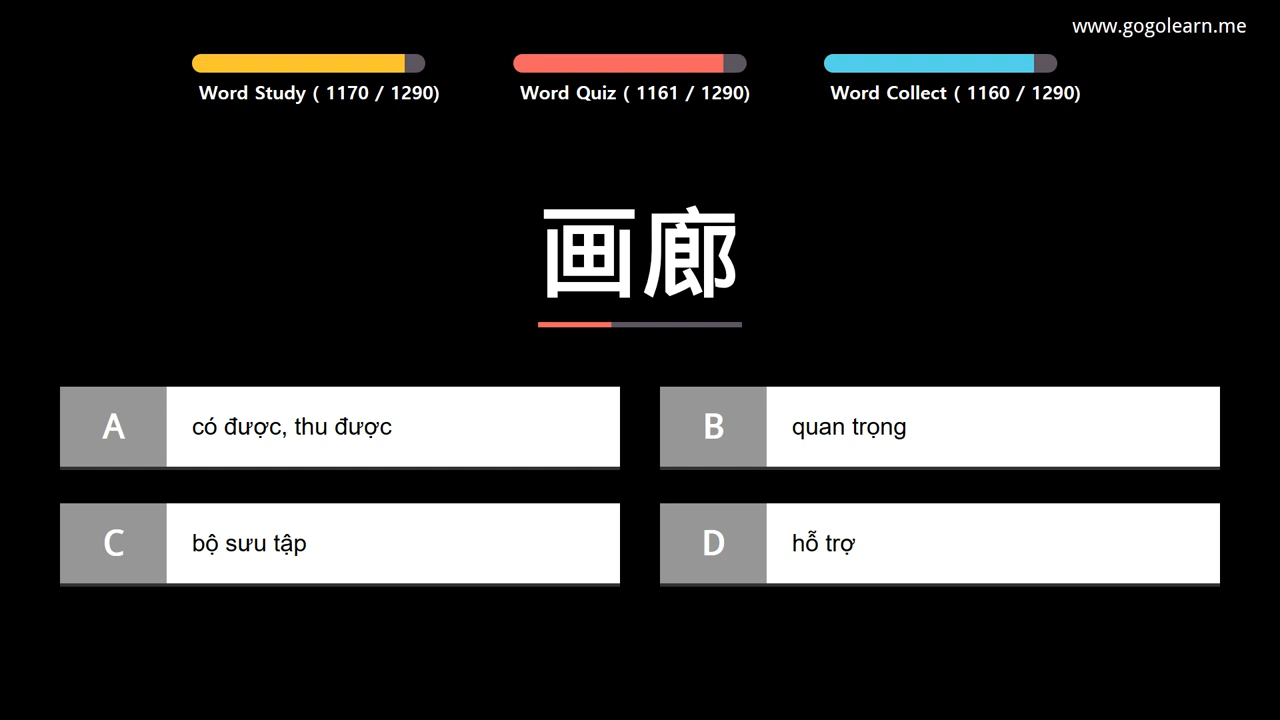 www.gogolearn.me
Word Study ( 1170 / 1290)
Word Quiz ( 1161 / 1290)
Word Collect ( 1160 / 1290)
画廊
A có được, thu được
B quan trọng
C bộ sưu tập
D hỗ trợ